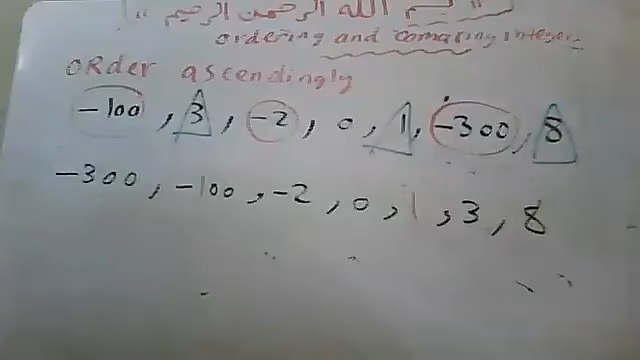 "بسم الله الرحمن الرحيم"
ordering and comaring integers
ORDER ascendingly
-100 , 3 , -2 , 0 , 1 , -300 , 8
-300 , -100 , -2 , 0 , 1 , 3 , 8